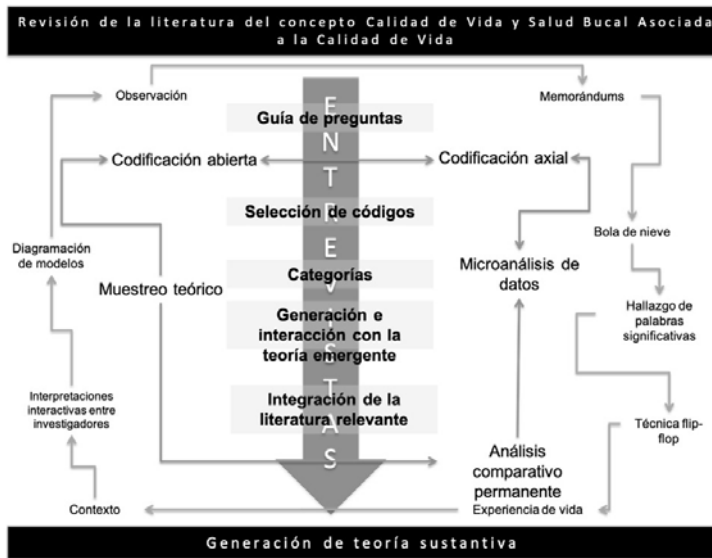 Revisión de la literatura del concepto Calidad de Vida y Salud Bucal Asociada
a la Calidad de Vida
Observación
Memorándums
ENTREVISTAS
Guía de preguntas
Codificación abierta
Codificación axial
Selección de códigos
Bola de nieve
Diagramación
de modelos
Categorías
Microanálisis de
datos
Muestreo teórico
Generación e
interacción con la
teoría emergente
Hallazgo de
palabras
significativas
Interpretaciones
interactivas entre
investigadores
Integración de la
literatura relevante
Técnica flip-
flop
Análisis
comparativo
permanente
Contexto
Experiencia de vida
Generación de teoría sustantiva